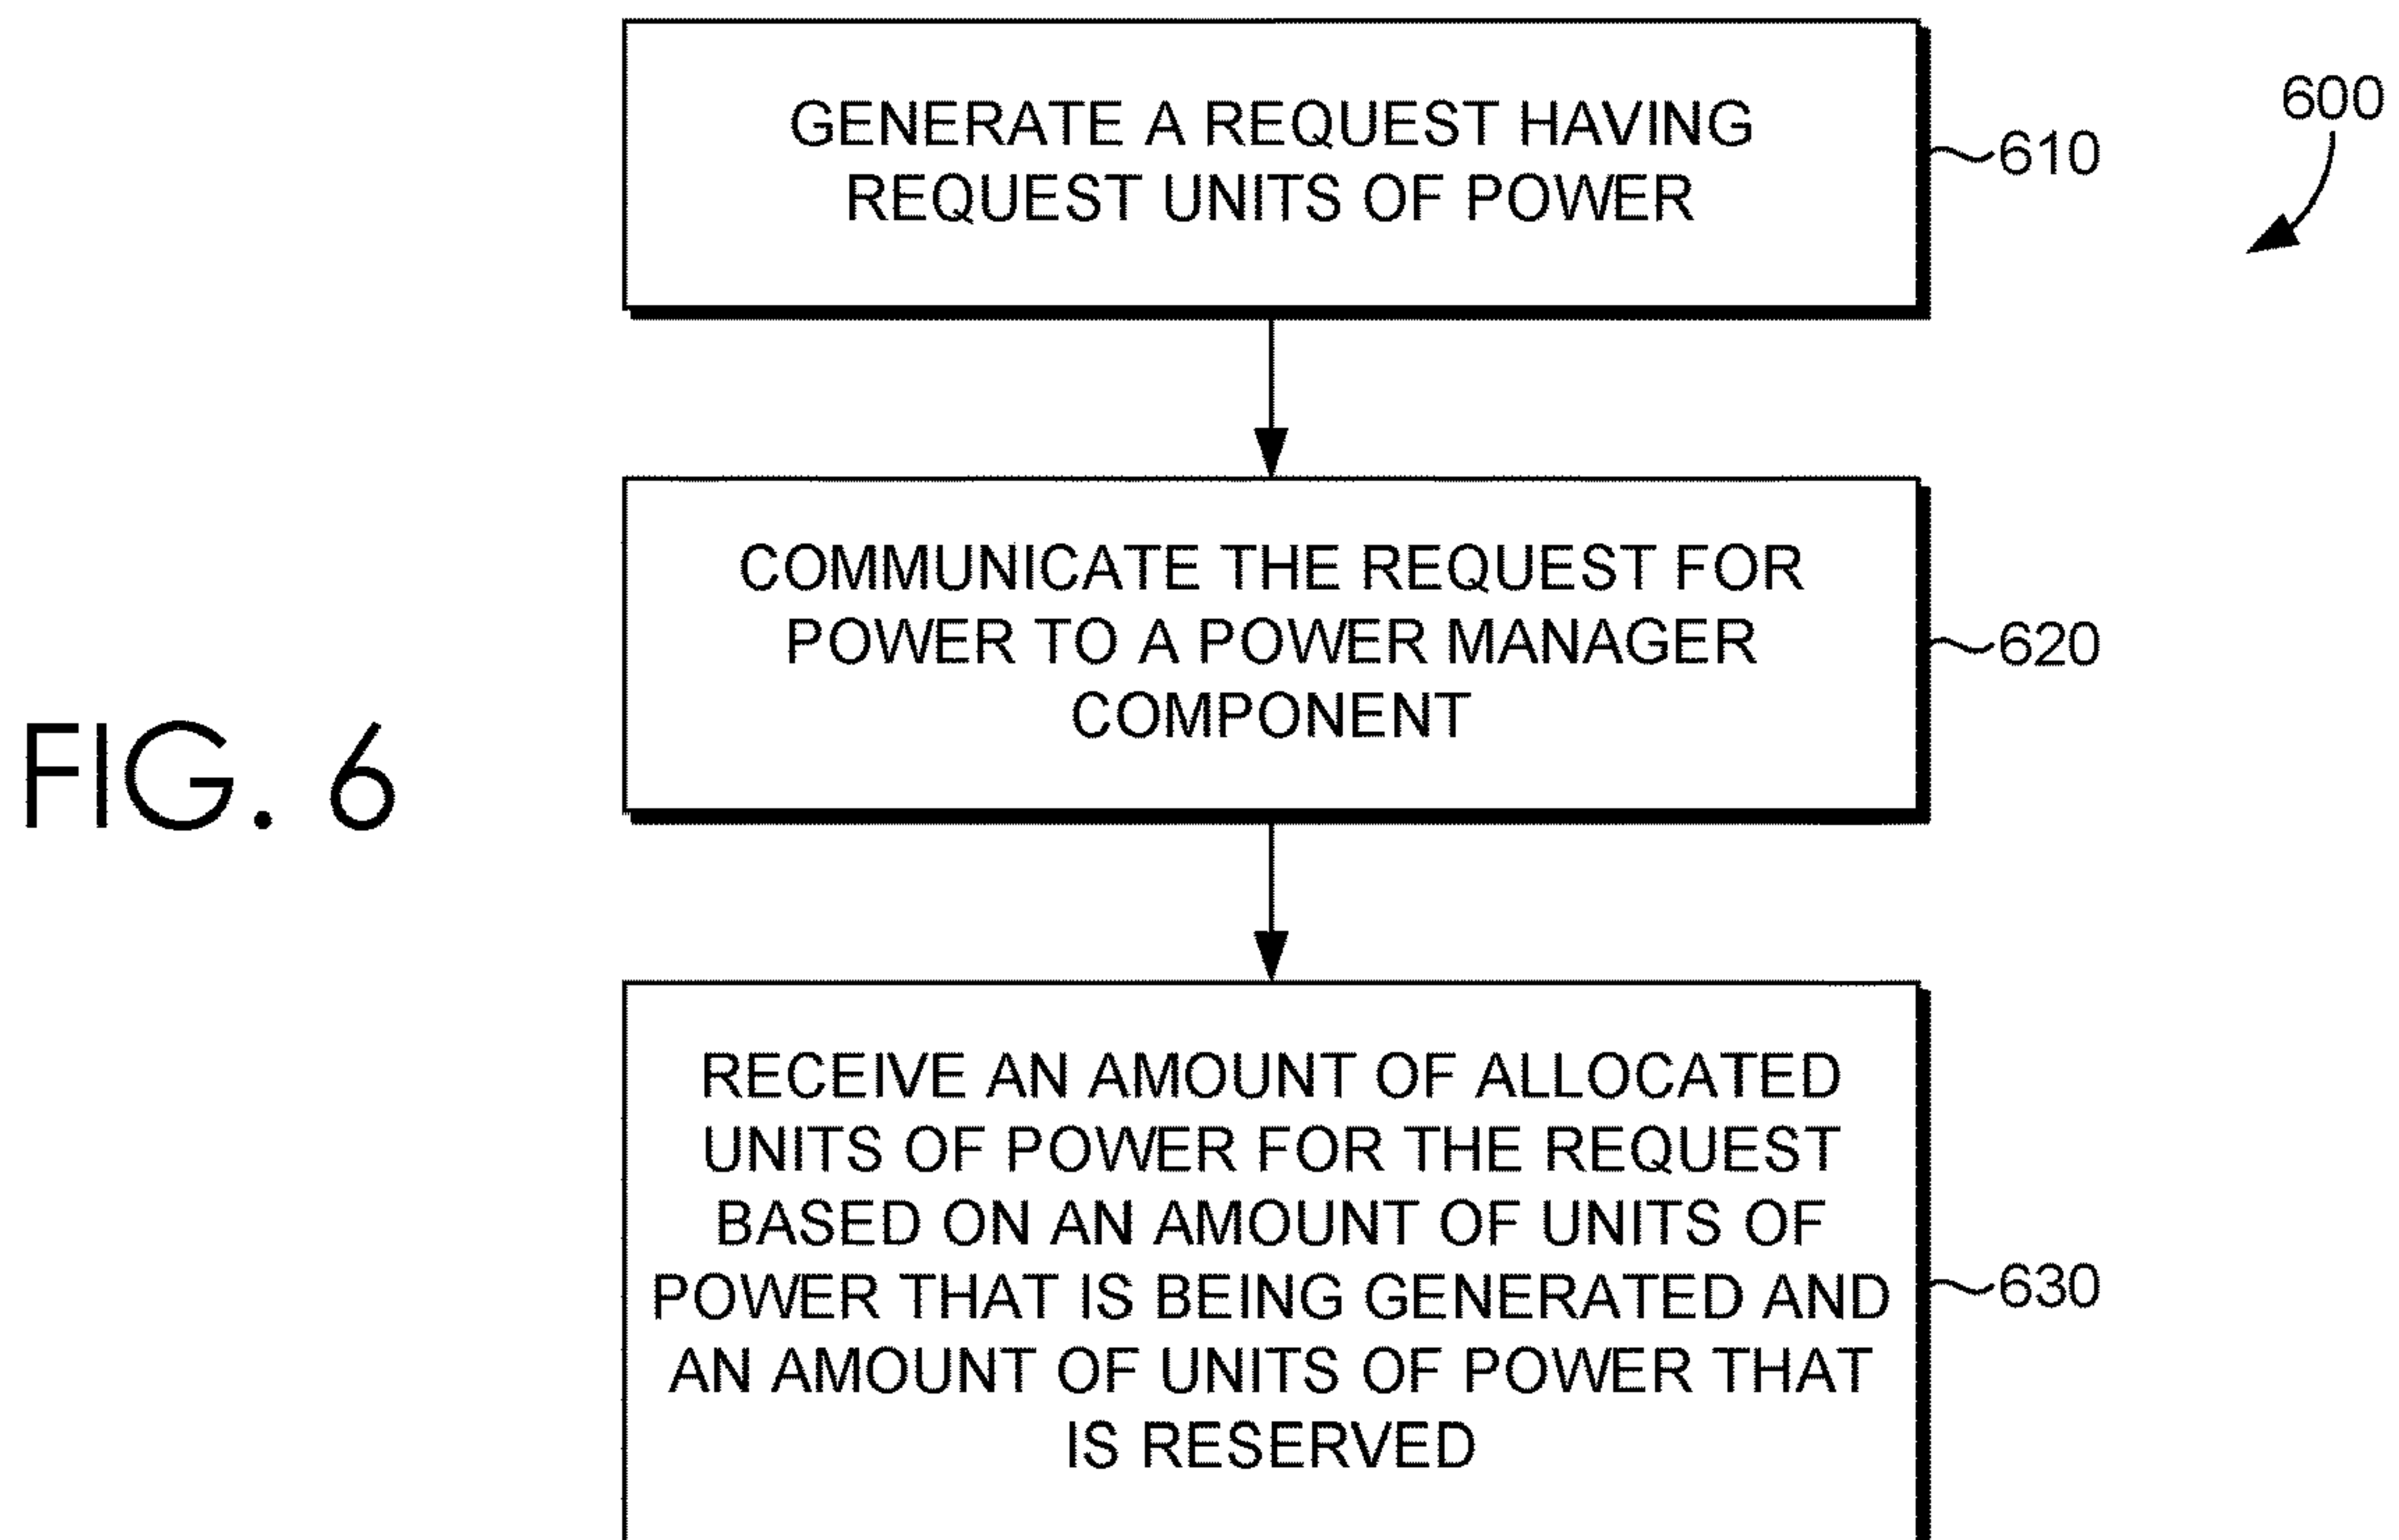 GENERATE A REQUEST HAVING
REQUEST UNITS OF POWER
610
600
COMMUNICATE THE REQUEST FOR
POWER TO A POWER MANAGER
COMPONENT
620
FIG. 6
RECEIVE AN AMOUNT OF ALLOCATED
UNITS OF POWER FOR THE REQUEST
BASED ON AN AMOUNT OF UNITS OF
POWER THAT IS BEING GENERATED AND
AN AMOUNT OF UNITS OF POWER THAT
IS RESERVED
630